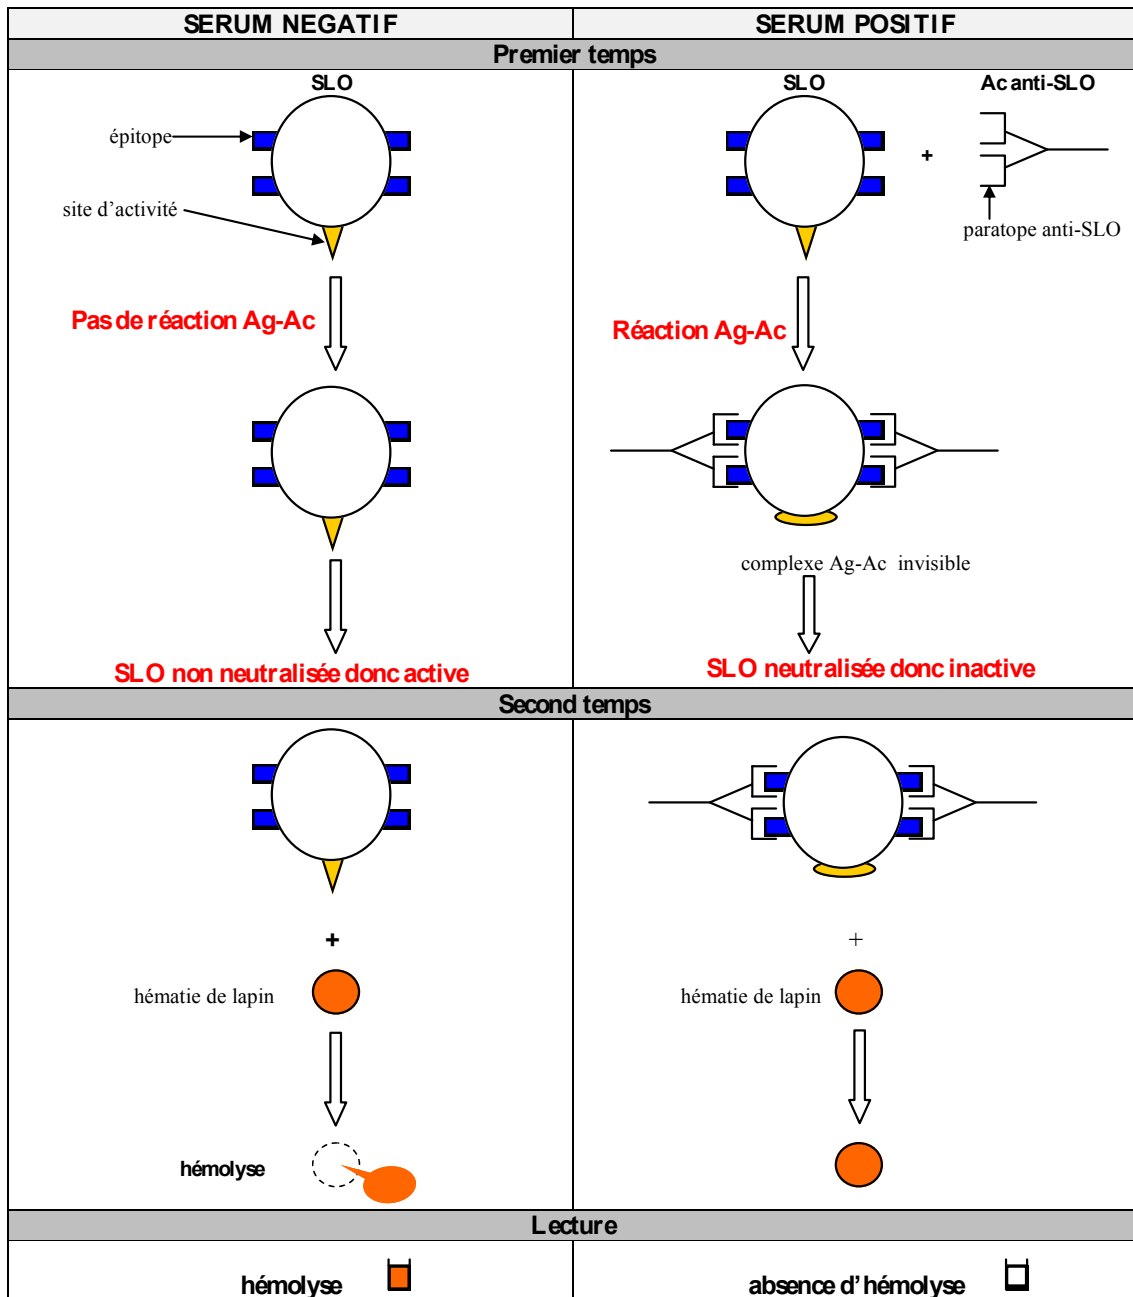 SERUM NEGATIF
SERUM POSITIF
Premier temps
SLO
épitope
site d'activité
Pas de réaction Ag-Ac
SLO non neutralisée donc active
SLO
Ac anti-SLO
+
paratope anti-SLO
Réaction Ag-Ac
complexe Ag-Ac invisible
SLO neutralisée donc inactive
Second temps
+
hématie de lapin
hémolyse
+
hématie de lapin
Lecture
hémolyse
absence d' hémolyse